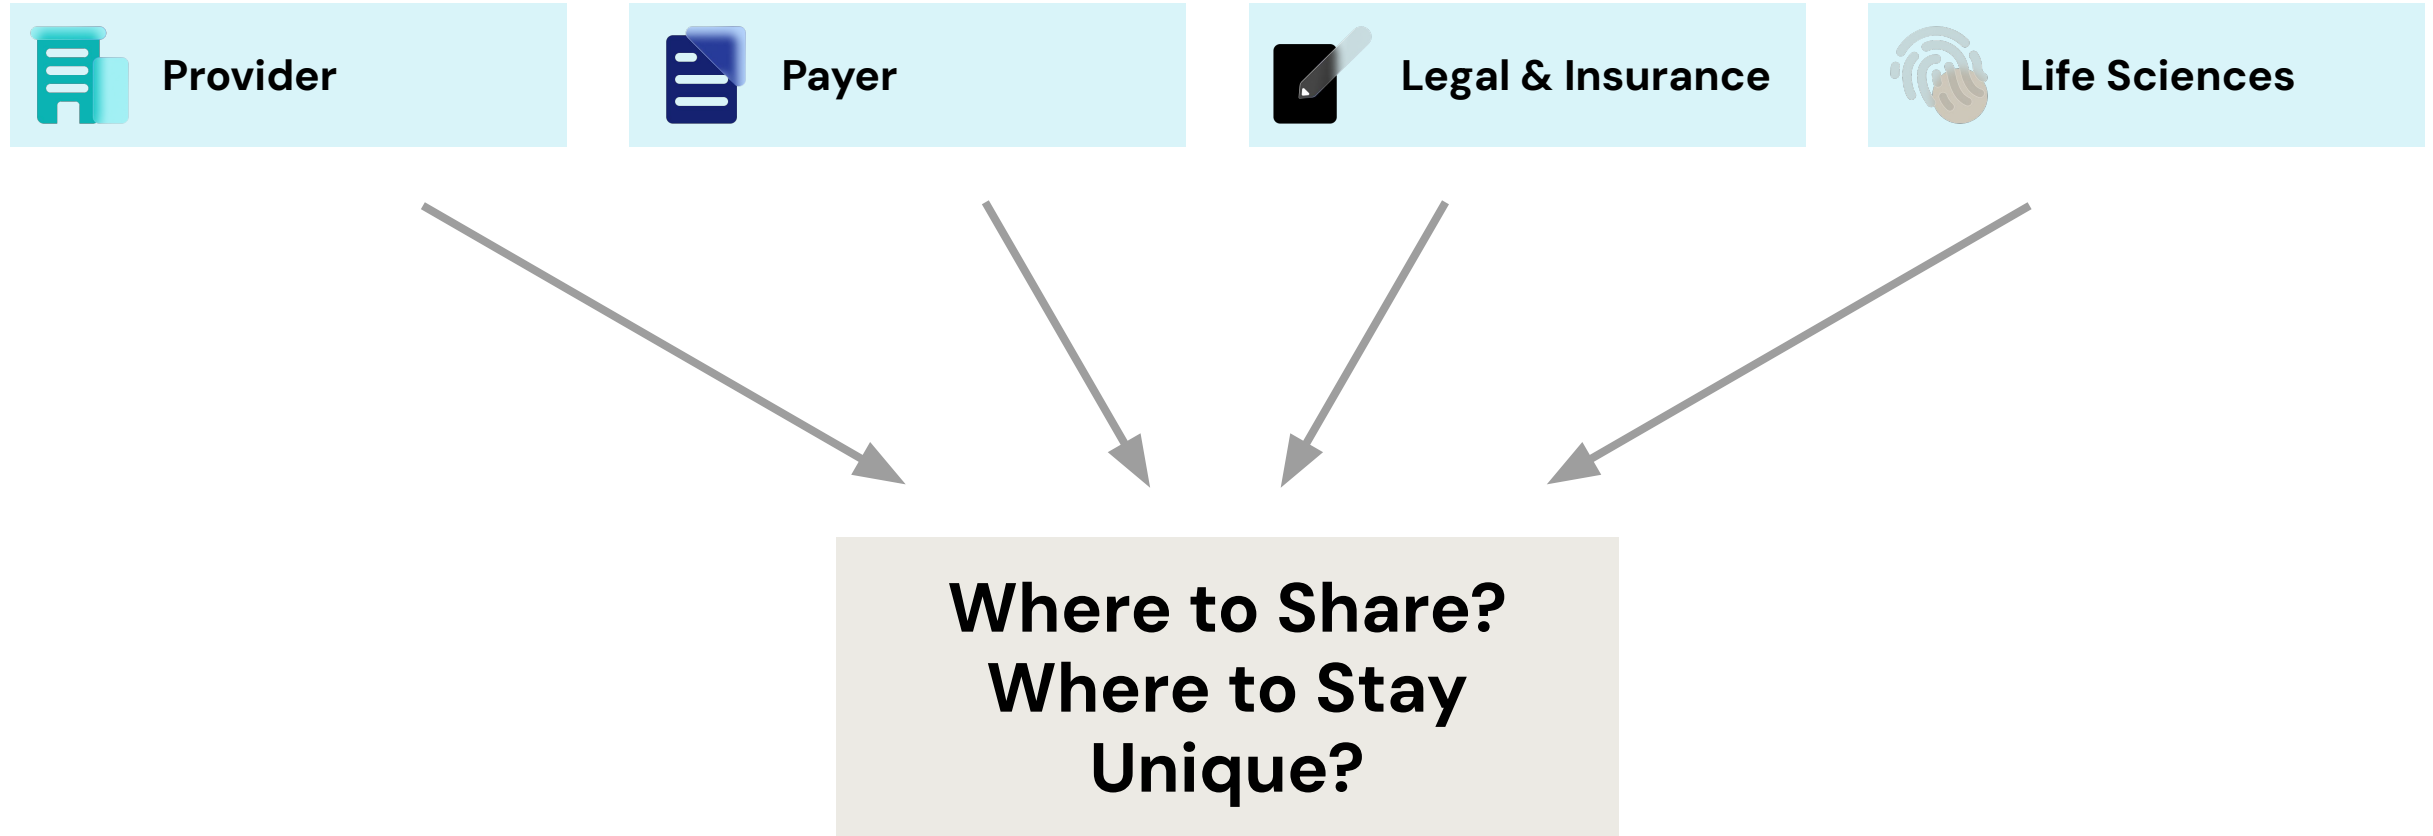 Provider
Payer
Legal & Insurance
Life Sciences
Where to Share?
Where to Stay
Unique?